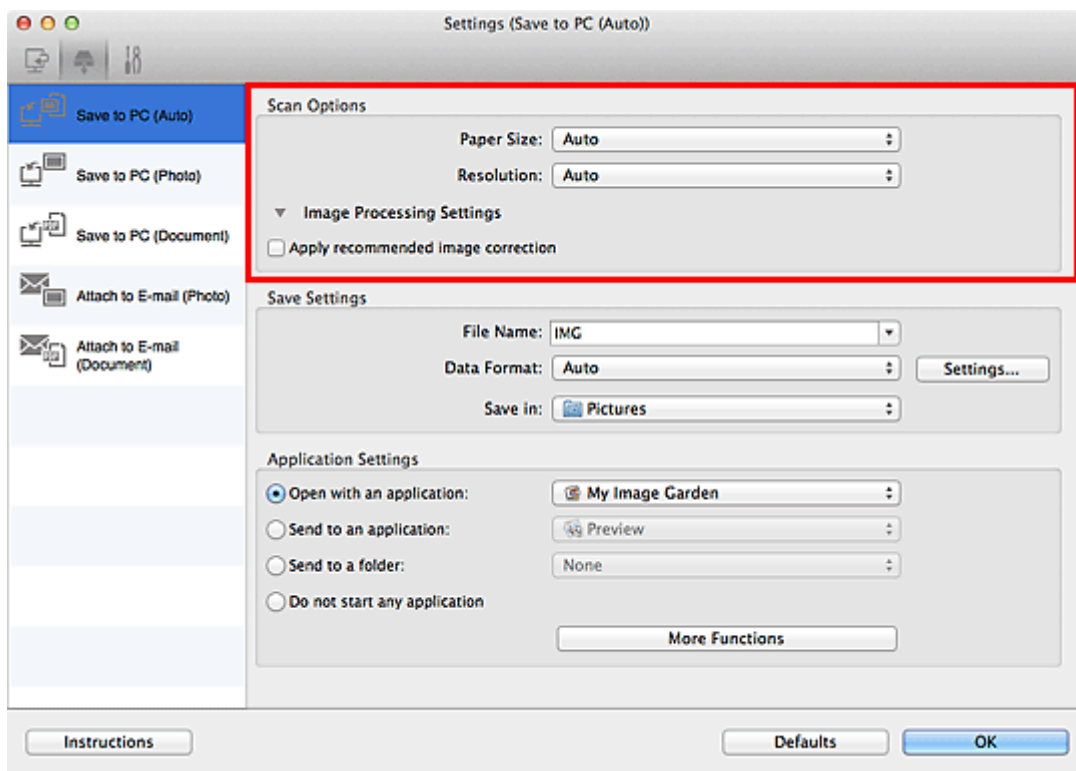 Settings (Save to PC (Auto))
Save to PC (Auto)
Save to PC (Photo)
Save to PC (Document)
Attach to E-mail (Photo)
Attach to E-mail
(Document)
Scan Options
Paper Size: Auto
Resolution: Auto
Image Processing Settings
Apply recommended image correction
Save Settings
File Name: IMG
Data Format: Auto Settings...
Save in: Pictures
Application Settings
Open with an application: My Image Garden
Send to an application: Preview
Send to a folder: None
Do not start any application
More Functions
Instructions Defaults OK